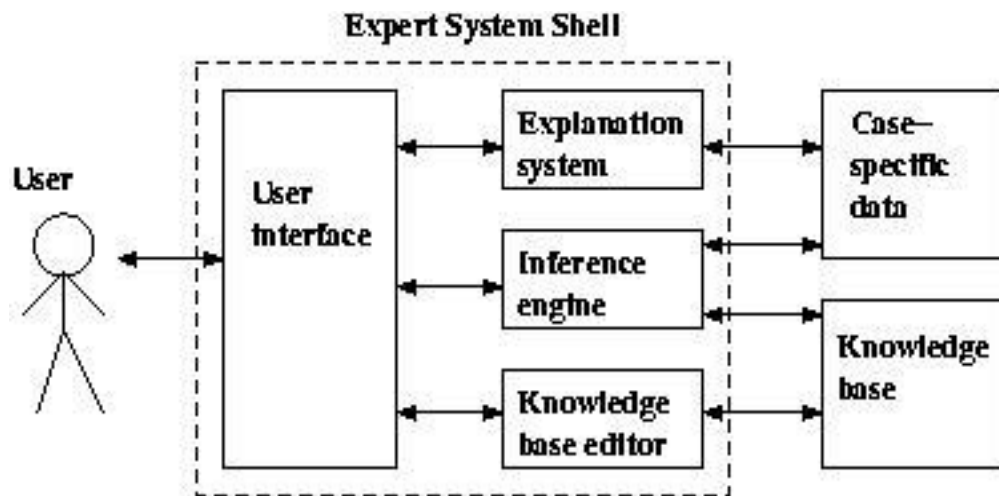 Expert System Shell
User
User
interface
Explanation
system
Inference
engine
Knowledge
base editor
Case–
specific
data
Knowledge
base